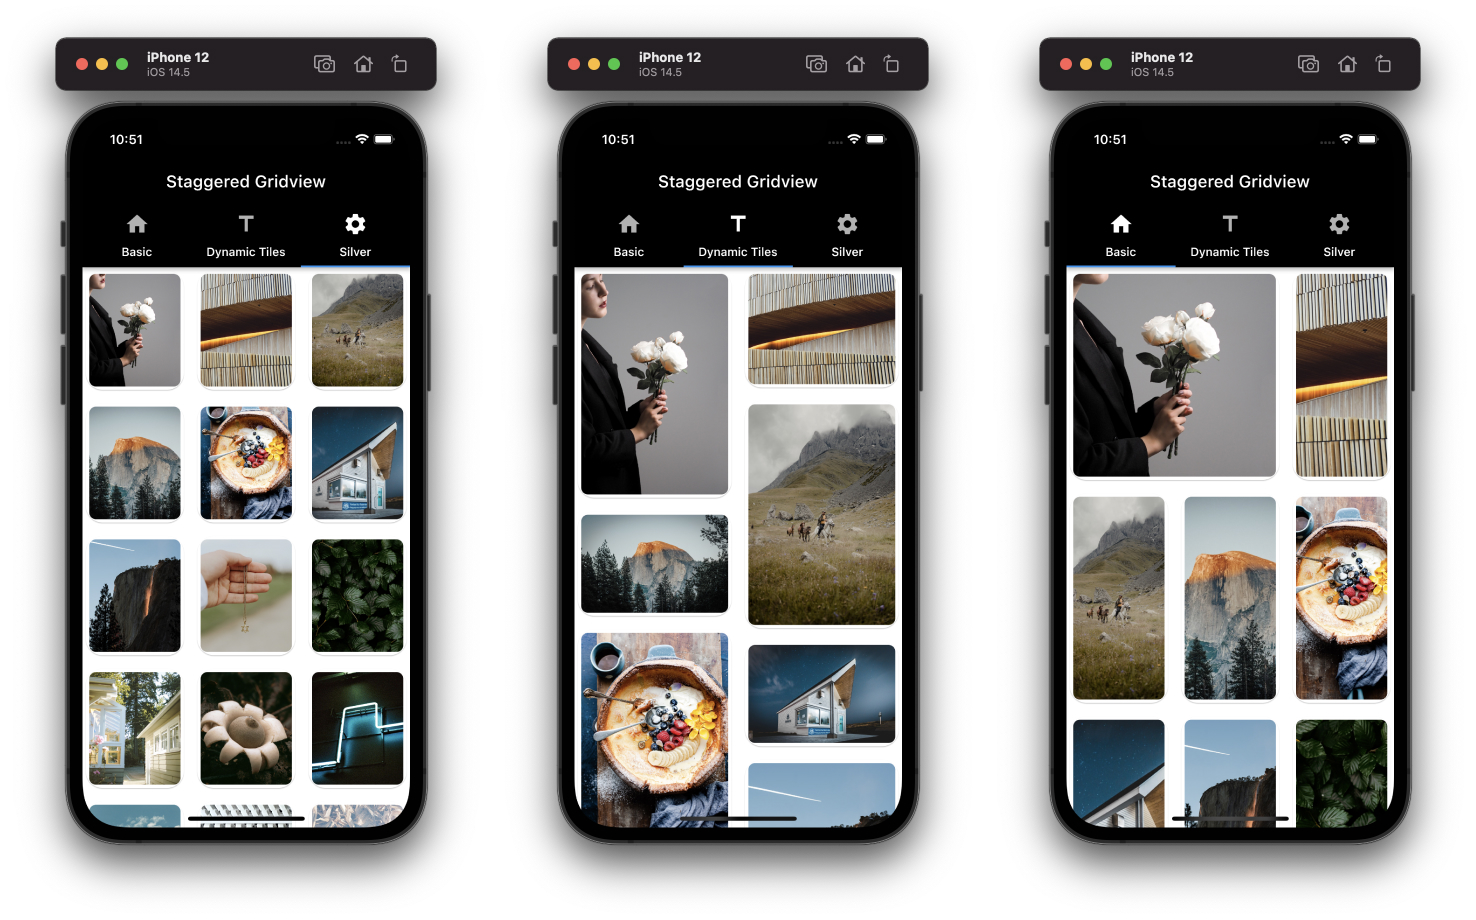 iPhone 12
iOS 14.5
10:51
Staggered Gridview
Basic
Dynamic Tiles
Silver
iPhone 12
iOS 14.5
10:51
Staggered Gridview
Basic
Dynamic Tiles
Silver
iPhone 12
iOS 14.5
10:51
Staggered Gridview
Basic
Dynamic Tiles
Silver